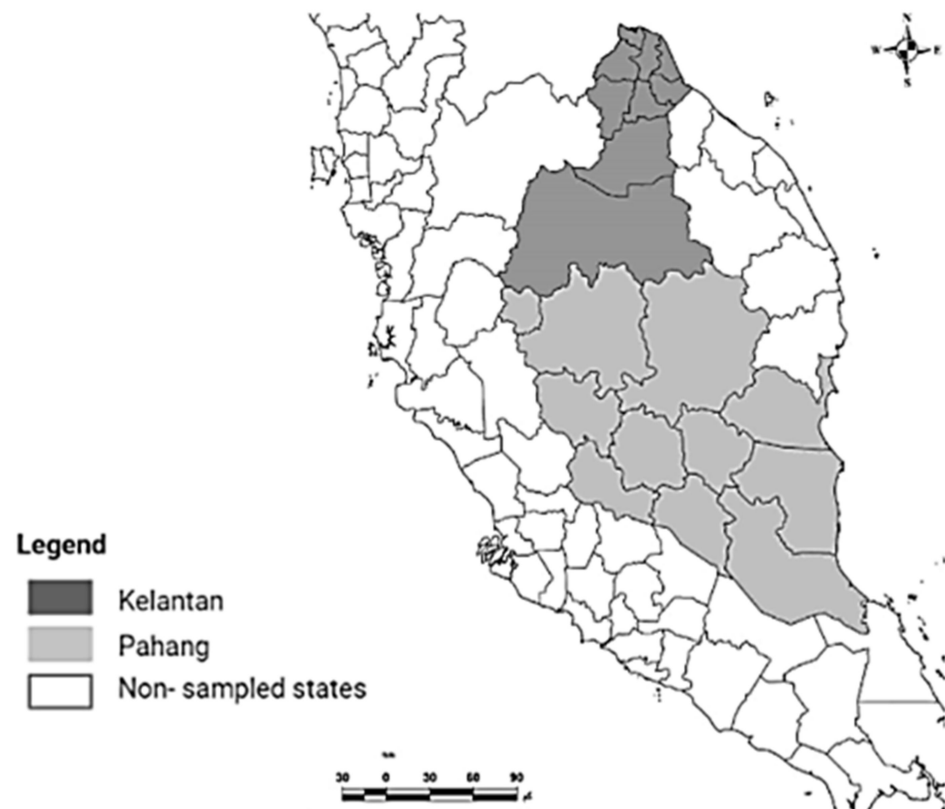 N
W E
S
Legend
Kelantan
Pahang
Non- sampled states
30 0 30 60 90